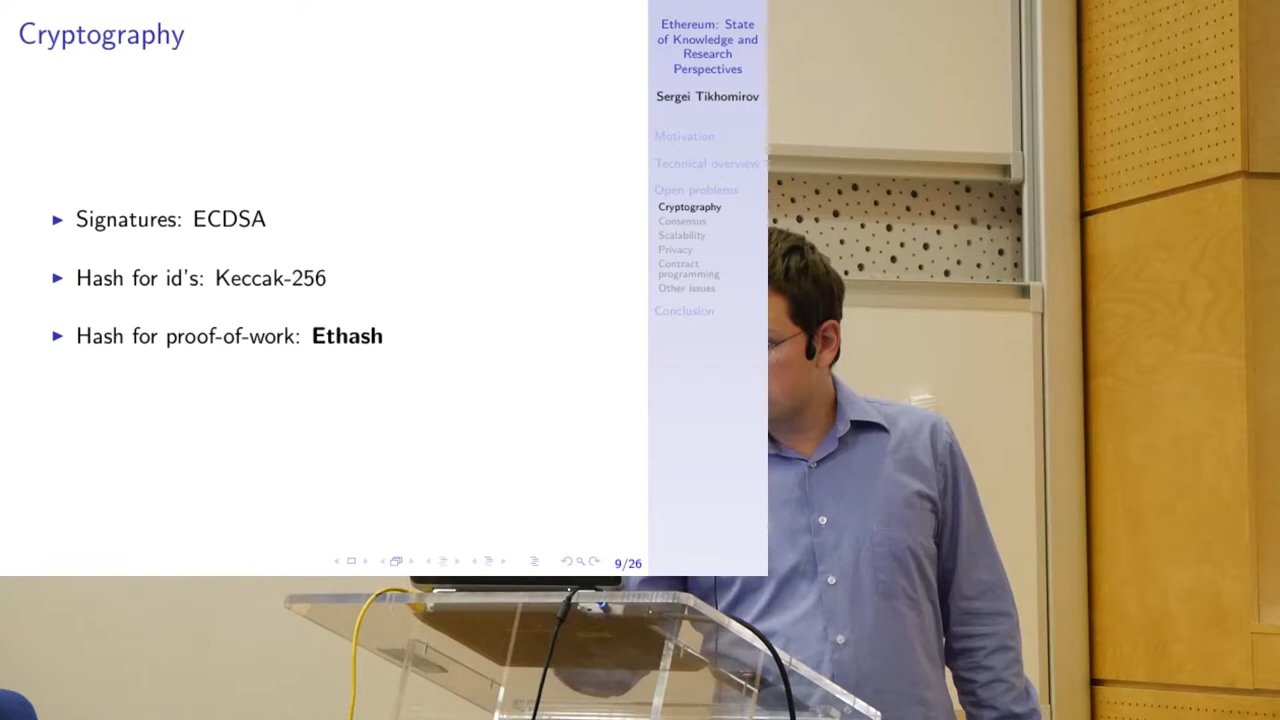 Cryptography
Signatures: ECDSA
Hash for id's: Keccak-256
Hash for proof-of-work: Ethash
9/26
Ethereum: State
of Knowledge and
Research
Perspectives
Sergei Tikhomirov
Motivation
Technical overview
Open problems
Cryptography
Consensus
Scalability
Privacy
Contract
programming
Other issues
Conclusion